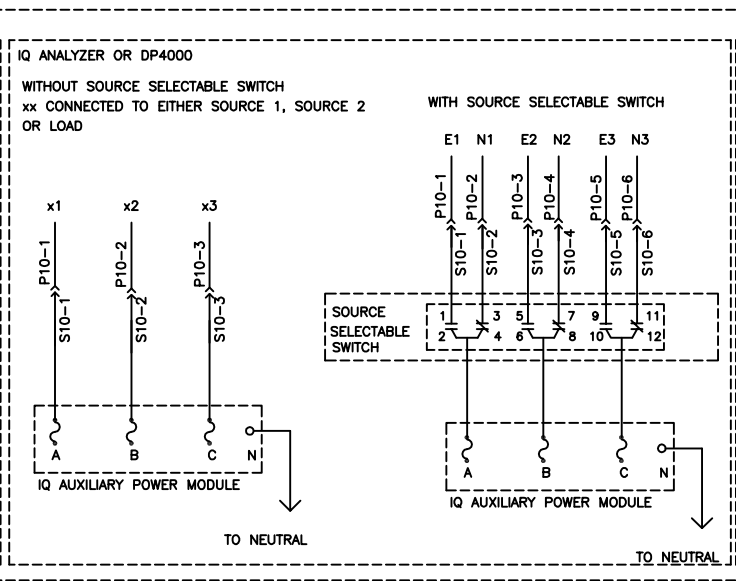 IQ ANALYZER OR DP4000
WITHOUT SOURCE SELECTABLE SWITCH
xx CONNECTED TO EITHER SOURCE 1, SOURCE 2
OR LOAD
x1 x2 x3
P10-1 P10-2 P10-3
S10-1 S10-2 S10-3
A B C N
IQ AUXILIARY POWER MODULE
TO NEUTRAL
WITH SOURCE SELECTABLE SWITCH
E1 N1 E2 N2 E3 N3
P10-1 P10-2 P10-3 P10-4 P10-5 P10-6
S10-1 S10-2 S10-3 S10-4 S10-5 S10-6
SOURCE
SELECTABLE
SWITCH
1 3 5 7 9 11
2 4 6 8 10 12
A B C N
IQ AUXILIARY POWER MODULE
TO NEUTRAL